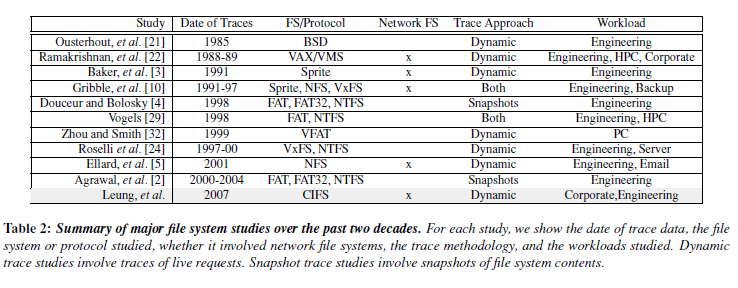 Study Date of Traces FS/Protocol Network FS Trace Approach Workload
Ousterhout, et al. [21] 1985 BSD Dynamic Engineering
Ramakrishnan, et al. [22] 1988-89 VAX/VMS x Dynamic Engineering, HPC, Corporate
Baker, et al. [3] 1991 Sprite x Dynamic Engineering
Gribble, et al. [10] 1991-97 Sprite, NFS, VxFS x Both Engineering, Backup
Douceur and Bolosky [4] 1998 FAT, FAT32, NTFS Snapshots Engineering
Vogels [29] 1998 FAT, NTFS Both Engineering, HPC
Zhou and Smith [32] 1999 VFAT Dynamic PC
Roselli, et al. [24] 1997-00 VxFS, NTFS Dynamic Engineering, Server
Ellard, et al. [5] 2001 NFS x Dynamic Engineering, Email
Agrawal, et al. [2] 2000-2004 FAT, FAT32, NTFS Snapshots Engineering
Leung, et al. 2007 CIFS x Dynamic Corporate,Engineering
Table 2: Summary of major file system studies over the past two decades. For each study, we show the date of trace data, the file
system or protocol studied, whether it involved network file systems, the trace methodology, and the workloads studied. Dynamic
trace studies involve traces of live requests. Snapshot trace studies involve snapshots of file system contents.